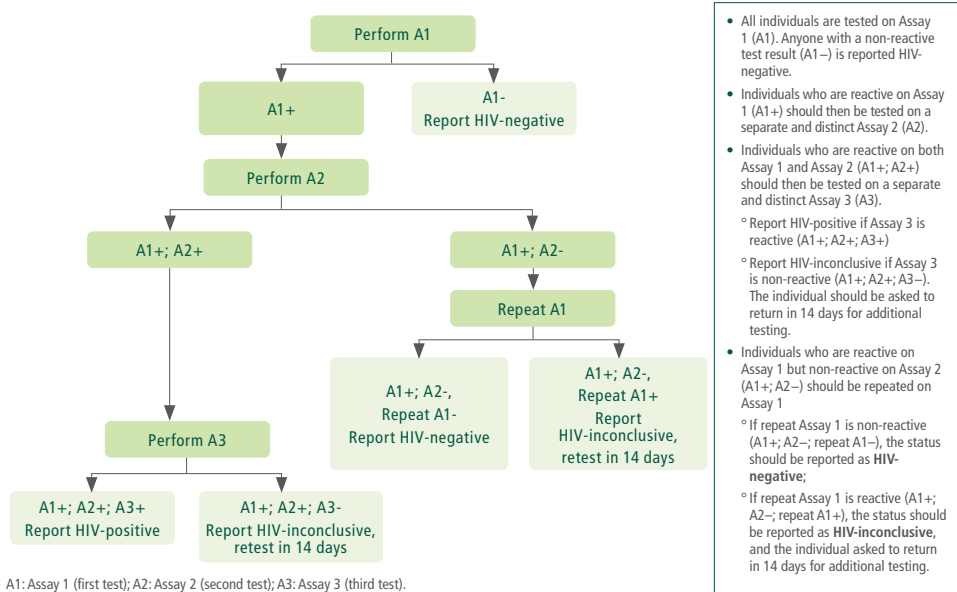 Perform A1
A1+
A1-
Report HIV-negative
Perform A2
A1+; A2+
A1+; A2-
Repeat A1
A1+; A2-,
Repeat A1-
Report HIV-negative
A1+; A2-,
Repeat A1+
Report
HIV-inconclusive,
retest in 14 days
Perform A3
A1+; A2+; A3+
Report HIV-positive
A1+; A2+; A3-
Report HIV-inconclusive,
retest in 14 days
A1: Assay 1 (first test); A2: Assay 2 (second test); A3: Assay 3 (third test).
• All individuals are tested on Assay
1 (A1). Anyone with a non-reactive
test result (A1–) is reported HIV-
negative.
• Individuals who are reactive on Assay
1 (A1+) should then be tested on a
separate and distinct Assay 2 (A2).
• Individuals who are reactive on both
Assay 1 and Assay 2 (A1+; A2+)
should then be tested on a separate
and distinct Assay 3 (A3).
° Report HIV-positive if Assay 3 is
reactive (A1+; A2+; A3+)
° Report HIV-inconclusive if Assay 3
is non-reactive (A1+; A2+; A3–).
The individual should be asked to
return in 14 days for additional
testing.
• Individuals who are reactive on
Assay 1 but non-reactive on Assay 2
(A1+; A2–) should be repeated on
Assay 1
° If repeat Assay 1 is non-reactive
(A1+; A2–; repeat A1–), the status
should be reported as HIV-
negative;
° If repeat Assay 1 is reactive (A1+;
A2–; repeat A1+), the status should
be reported as HIV-inconclusive,
and the individual asked to return
in 14 days for additional testing.